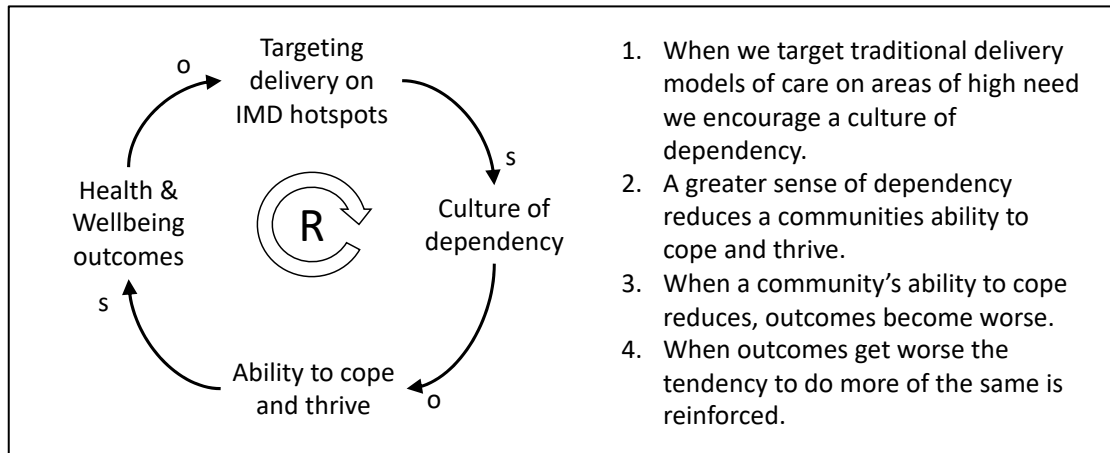 Targeting
delivery on
IMD hotspots
o
s
Health &
Wellbeing
outcomes
R
Culture of
dependency
s
Ability to cope
and thrive
o
1. When we target traditional delivery
models of care on areas of high need
we encourage a culture of
dependency.
2. A greater sense of dependency
reduces a communities ability to
cope and thrive.
3. When a community’s ability to cope
reduces, outcomes become worse.
4. When outcomes get worse the
tendency to do more of the same is
reinforced.